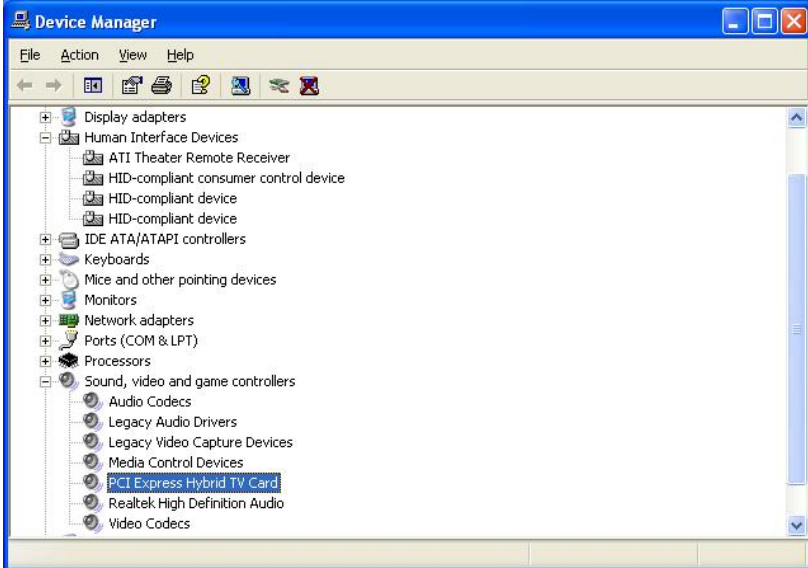 Device Manager
File Action View Help
Display adapters
Human Interface Devices
ATI Theater Remote Receiver
HID-compliant consumer control device
HID-compliant device
HID-compliant device
IDE ATA/ATAPI controllers
Keyboards
Mice and other pointing devices
Monitors
Network adapters
Ports (COM & LPT)
Processors
Sound, video and game controllers
Audio Codecs
Legacy Audio Drivers
Legacy Video Capture Devices
Media Control Devices
PCI Express Hybrid TV Card
Realtek High Definition Audio
Video Codecs